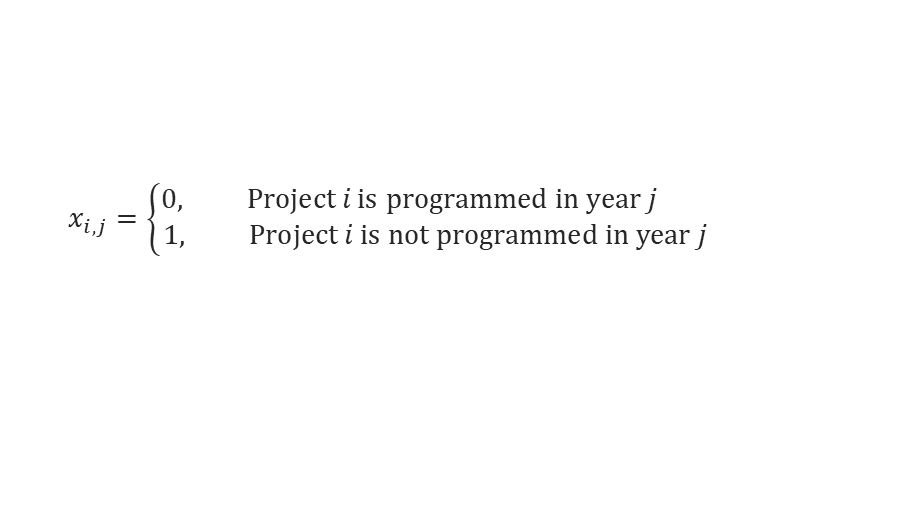 x_{i,j} = { 0, Project i is programmed in year j
1, Project i is not programmed in year j